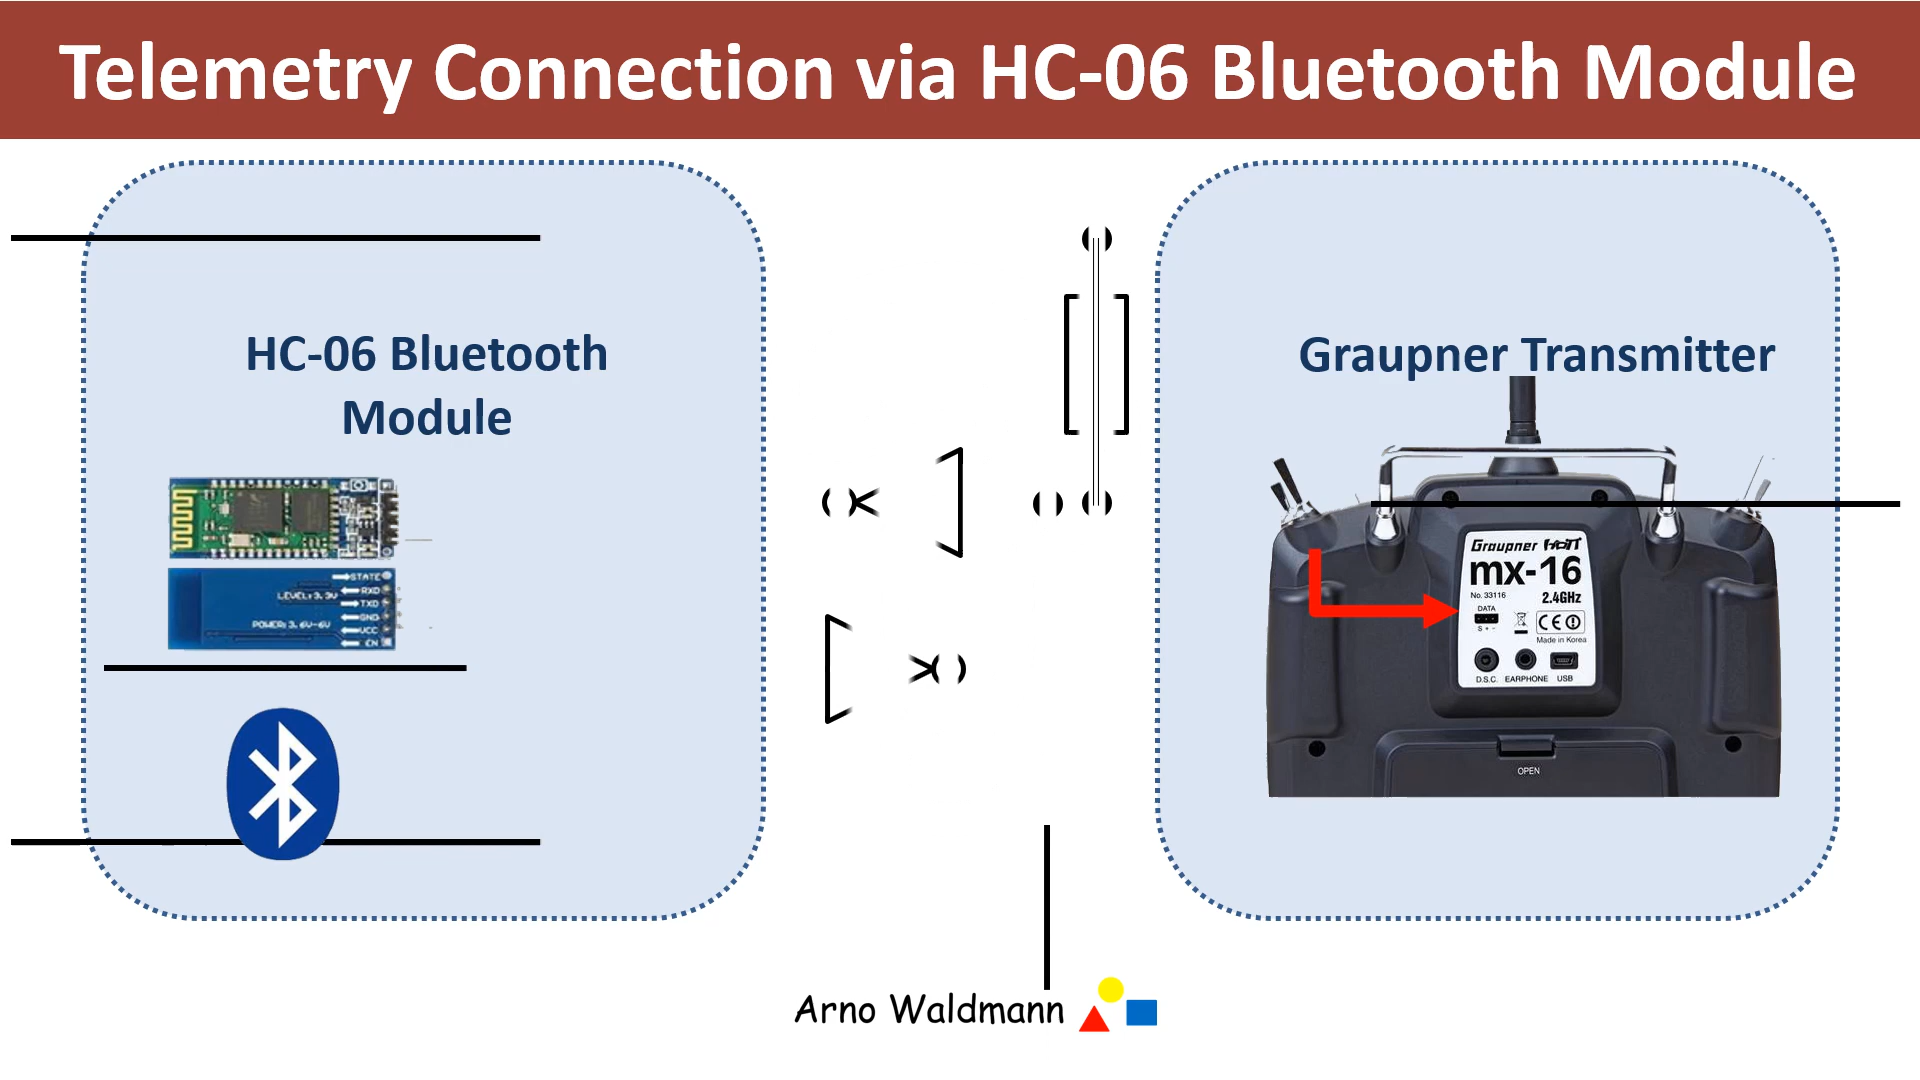 Telemetry Connection via HC-06 Bluetooth Module
HC-06 Bluetooth
Module
STATE
RXD
LEVEL:3.3V
TXD
GND
POWER:3.6V-6V
VCC
EN
Graupner Transmitter
Graupner HoTT
mx-16
No. 33116
2.4GHz
DATA
S + -
CE
Made in Korea
D.S.C. EARPHONE USB
OPEN
Arno Waldmann